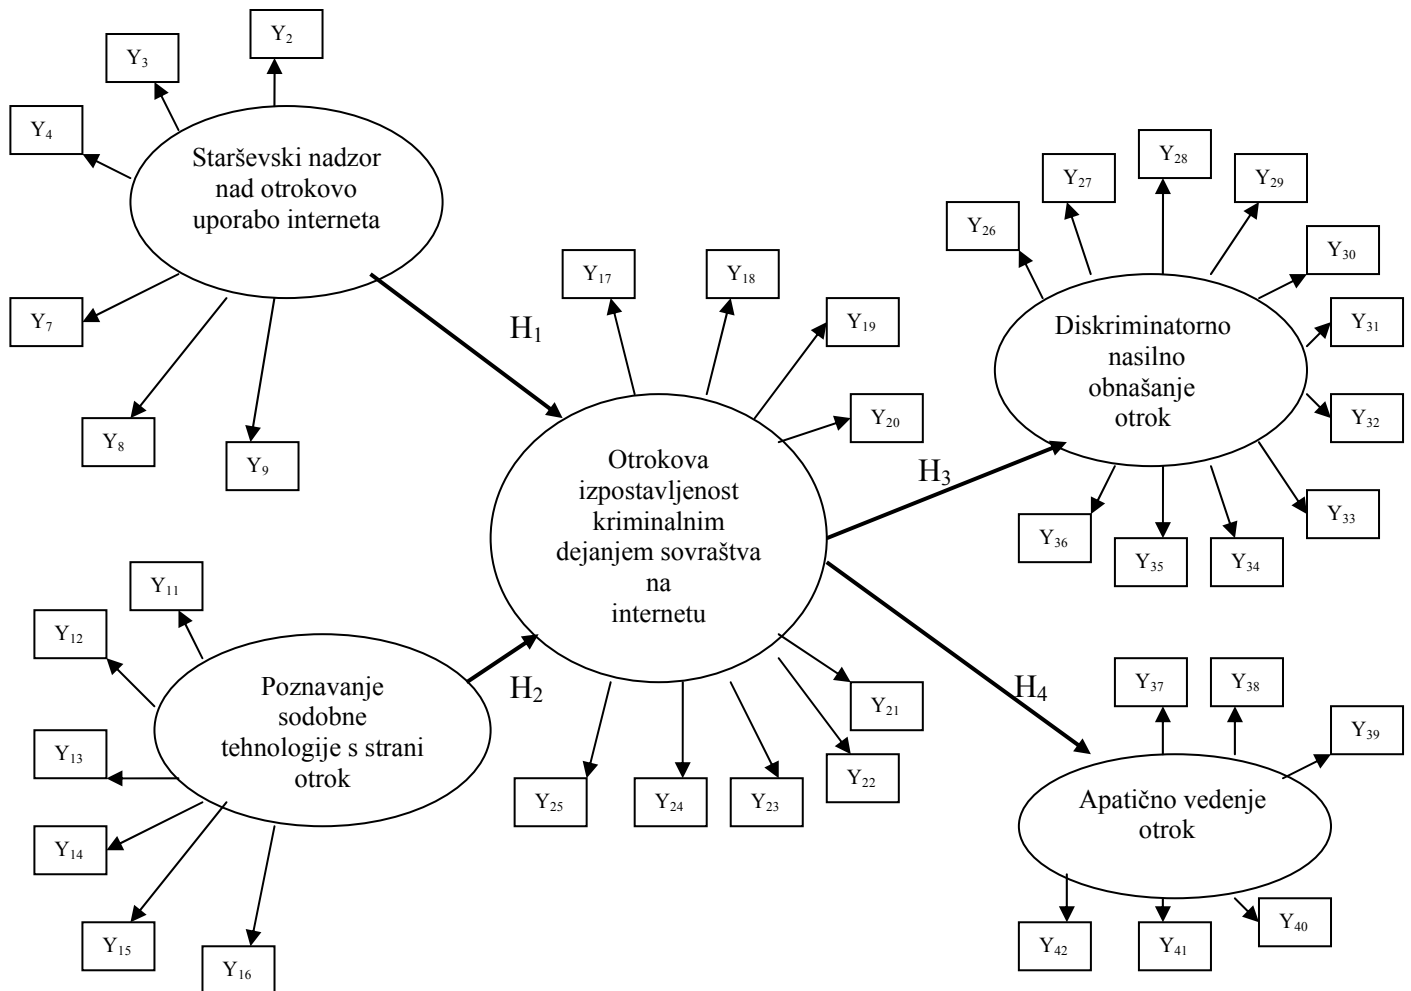 Y2
Y3
Y4
Starševski nadzor
nad otrokovo
uporabo interneta
Y7
Y8
Y9
H1
Y11
Y12
Y13
Y14
Y15
Y16
Poznavanje
sodobne
tehnologije s strani
otrok
H2
Y17
Y18
Y19
Y20
Otrokova
izpostavljenost
kriminalnim
dejanjem sovraštva
na
internetu
Y21
Y22
Y23
Y24
Y25
H3
Y26
Y27
Y28
Y29
Y30
Y31
Y32
Y33
Y34
Y35
Y36
Diskriminatorno
nasilno
obnašanje
otrok
H4
Y37
Y38
Y39
Apatično vedenje
otrok
Y40
Y41
Y42